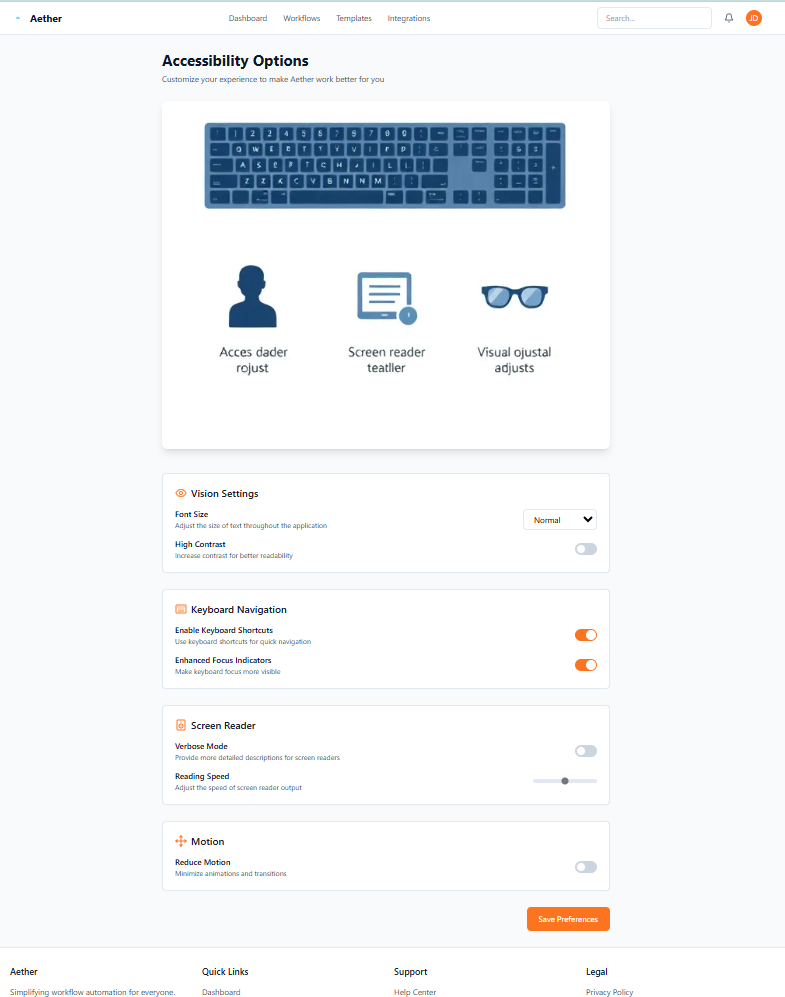 Aether
Dashboard Workflows Templates Integrations
Search...
JD
Accessibility Options
Customize your experience to make Aether work better for you
Acces dader
rojust
Screen reader
teatller
Visual ojustal
adjusts
Vision Settings
Font Size
Adjust the size of text throughout the application
Normal
High Contrast
Increase contrast for better readability
Keyboard Navigation
Enable Keyboard Shortcuts
Use keyboard shortcuts for quick navigation
Enhanced Focus Indicators
Make keyboard focus more visible
Screen Reader
Verbose Mode
Provide more detailed descriptions for screen readers
Reading Speed
Adjust the speed of screen reader output
Motion
Reduce Motion
Minimize animations and transitions
Save Preferences
Aether
Simplifying workflow automation for everyone.
Quick Links
Dashboard
Support
Help Center
Legal
Privacy Policy